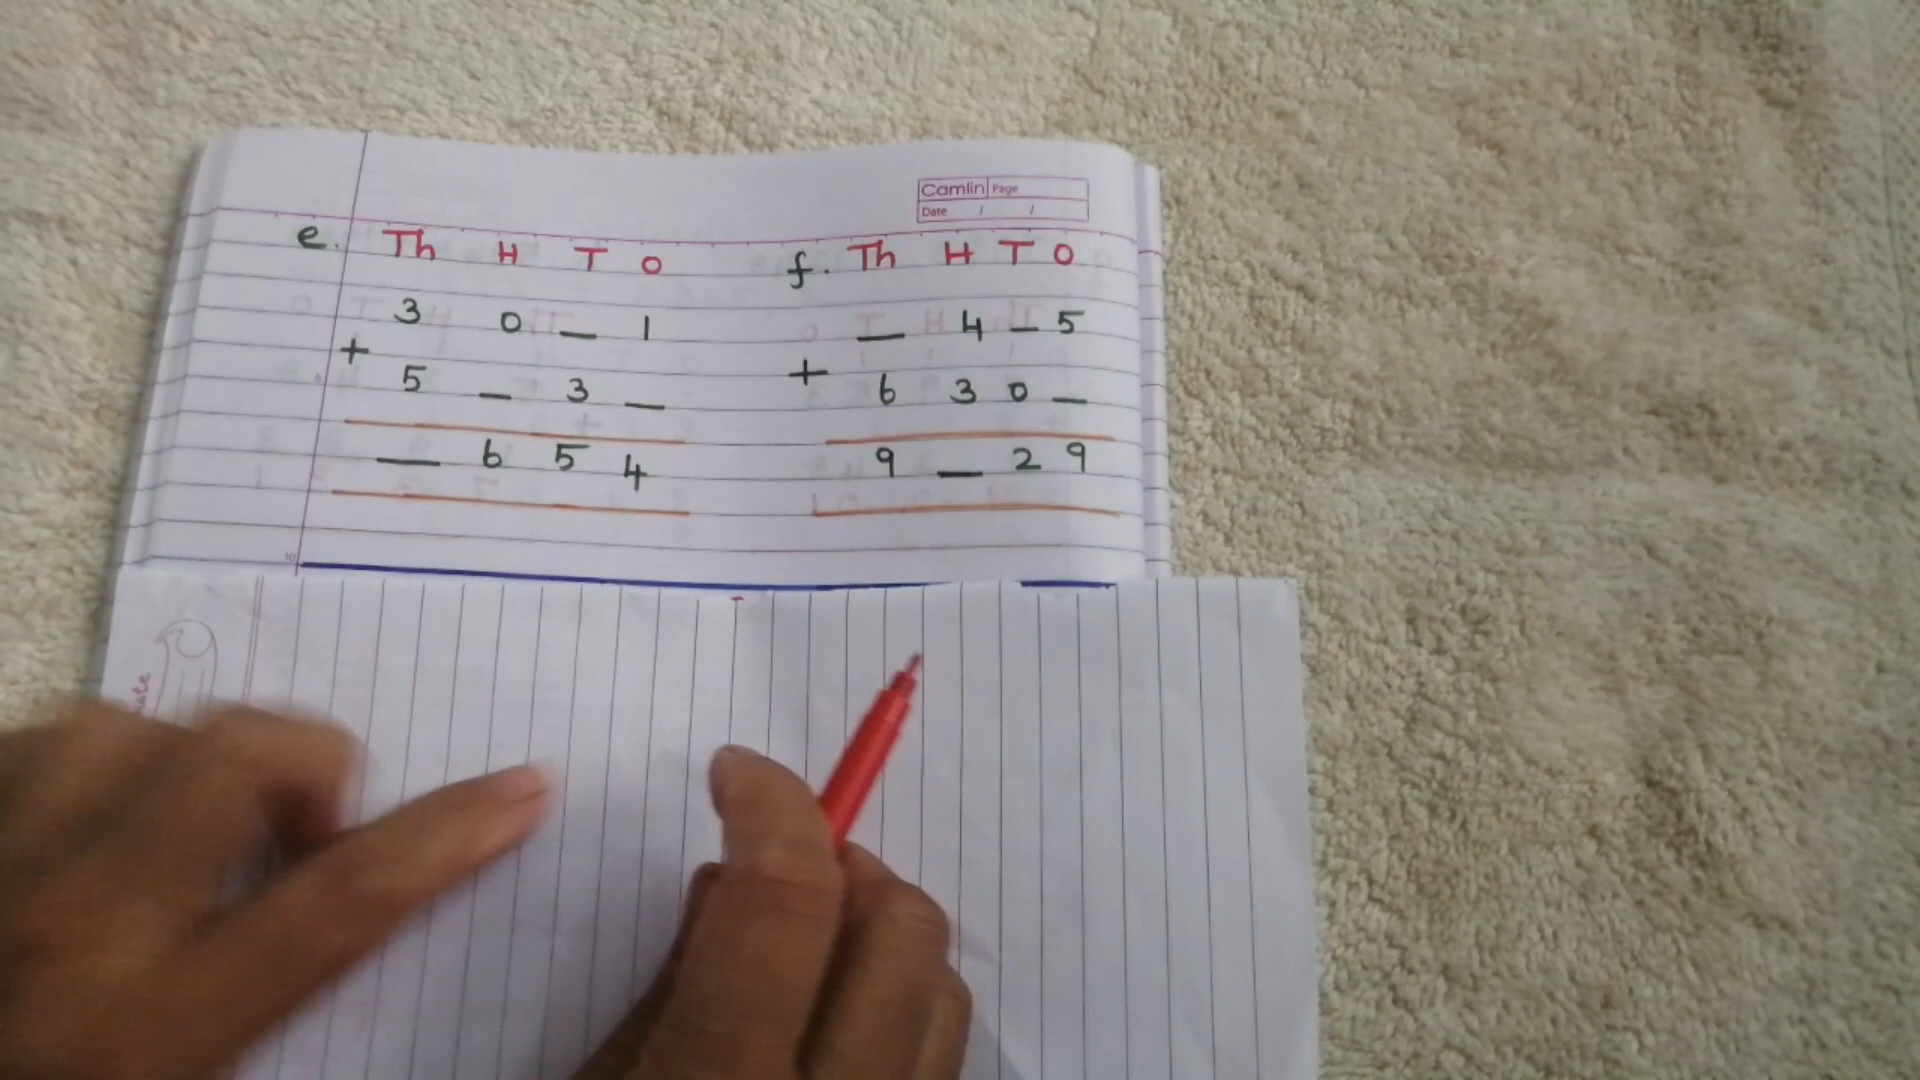 Camlin Page
Date / /
e. Th H T O
3 0 _ 1
+ 5 _ 3 _
_ 6 5 4
f. Th H T O
_ 4 _ 5
+ 6 3 0 _
9 _ 2 9
10